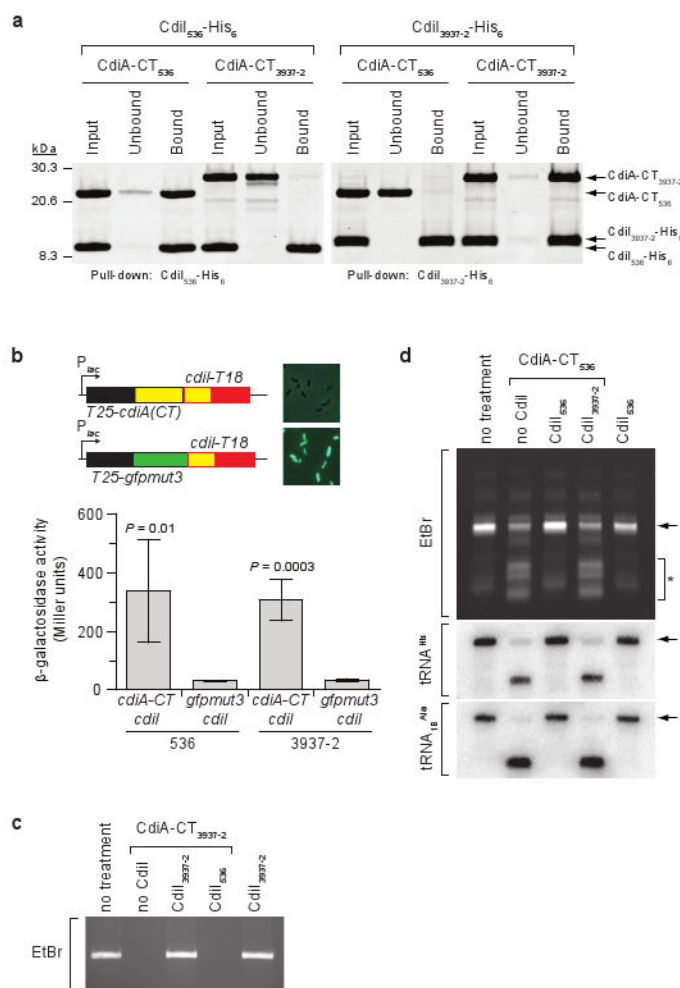 a
CdiI536-His6
CdiI3937-2-His6
CdiA-CT536
CdiA-CT3937-2
CdiA-CT536
CdiA-CT3937-2
Input
Unbound
Bound
Input
Unbound
Bound
Input
Unbound
Bound
Input
Unbound
Bound
kDa
30.3
20.6
8.3
CdiA-CT3937-2
CdiA-CT536
CdiI3937-2-His6
CdiI536-His6
Pull-down: CdiI536-His6
Pull-down: CdiI3937-2-His6
b
Plac
cdiI-T18
T25-cdiA(CT)
Plac
cdiI-T18
T25-gfpmut3
β-galactosidase activity
(Miller units)
600
400
300
0
P = 0.01
P = 0.0003
cdiA-CT
cdiI
gfpmut3
cdiI
cdiA-CT
cdiI
gfpmut3
cdiI
536
3937-2
c
CdiA-CT3937-2
no treatment
no CdiI
CdiI3937-2
CdiI536
CdiI3937-2
EtBr
d
CdiA-CT536
no treatment
no CdiI
CdiI536
CdiI3937-2
CdiI536
EtBr
*
tRNAHis
tRNA1BAla